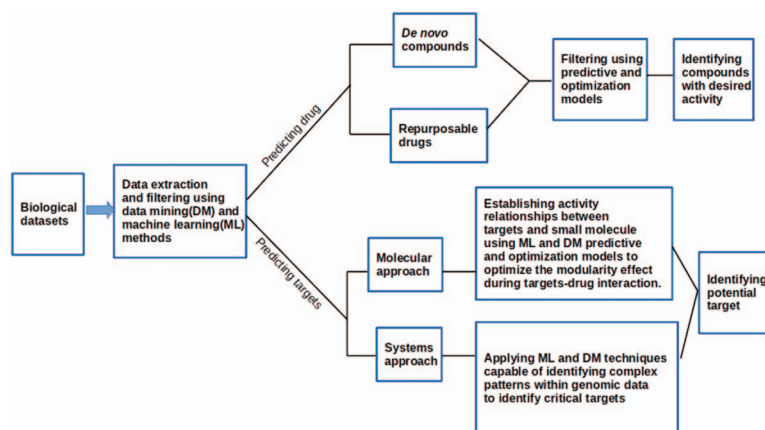 Biological
datasets
Data extraction
and filtering using
data mining(DM) and
machine learning(ML)
methods
Predicting drug
De novo
compounds
Repurposable
drugs
Filtering using
predictive and
optimization
models
Identifying
compounds
with desired
activity
Predicting targets
Molecular
approach
Establishing activity
relationships between
targets and small molecule
using ML and DM predictive
and optimization models to
optimize the modularity effect
during targets-drug interaction.
Systems
approach
Applying ML and DM techniques
capable of identifying complex
patterns within genomic data
to identify critical targets
Identifying
potential
target